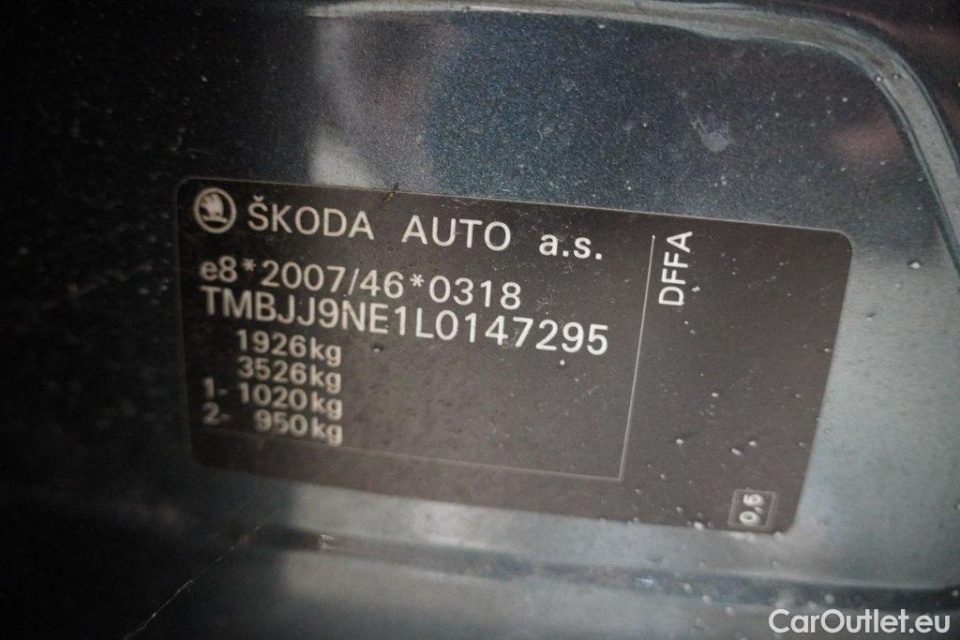 ŠKODA AUTO a.s.
e8*2007/46*0318
TMBJJ9NE1L0147295
1926kg
3526kg
1- 1020kg
2- 950kg
DFFA
0,5
CarOutlet.eu